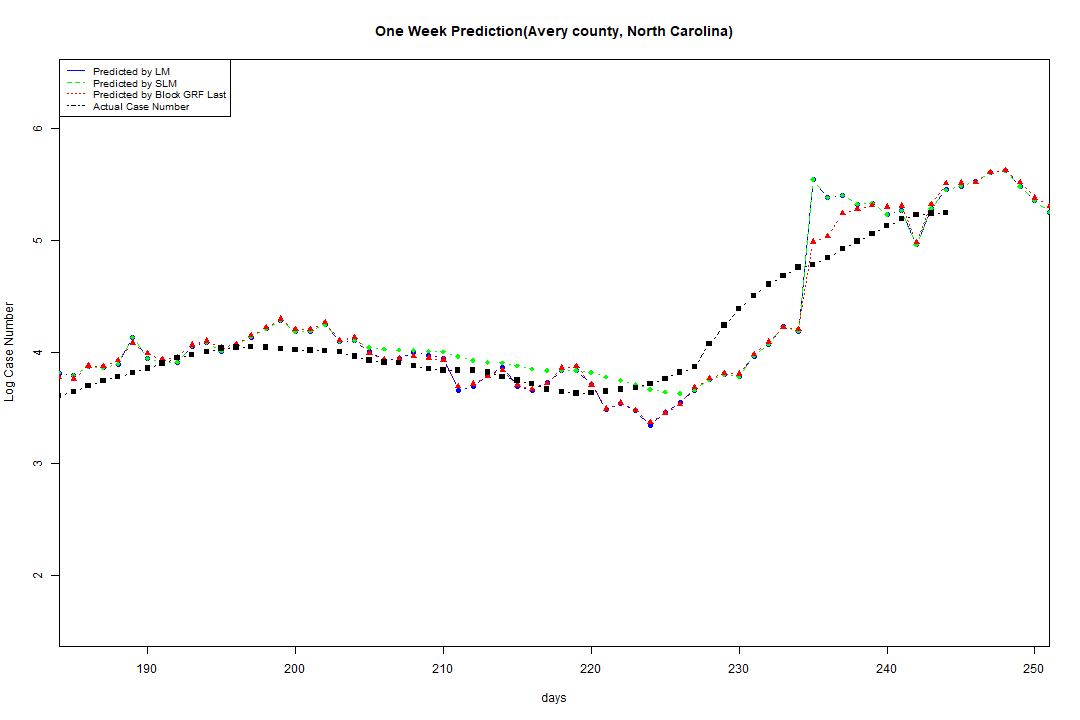 One Week Prediction(Avery county, North Carolina)
Predicted by LM
Predicted by SLM
Predicted by Block GRF Last
Actual Case Number
Log Case Number
6
5
4
3
2
190 200 210 220 230 240 250
days